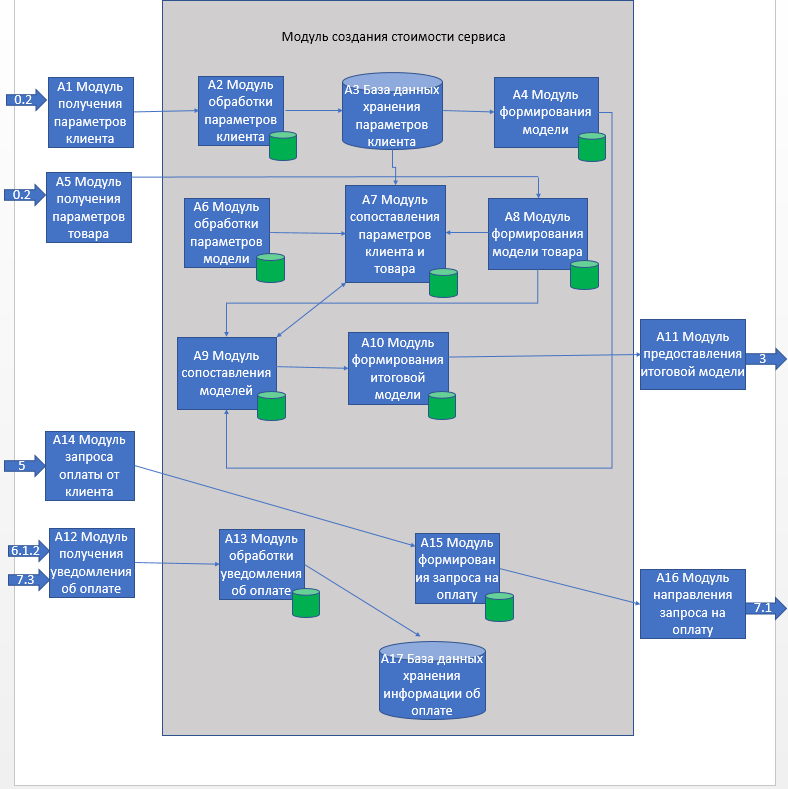 Модуль создания стоимости сервиса
0.2
А1 Модуль
получения
параметров
клиента
А2 Модуль
обработки
параметров
клиента
А3 База данных
хранения
параметров
клиента
А4 Модуль
формирования
модели
0.2
А5 Модуль
получения
параметров
товара
А6 Модуль
обработки
параметров
модели
А7 Модуль
сопоставления
параметров
клиента и
товара
А8 Модуль
формирования
модели товара
А9 Модуль
сопоставления
моделей
А10 Модуль
формирования
итоговой
модели
А11 Модуль
предоставления
итоговой модели
3
5
А14 Модуль
запроса
оплаты от
клиента
6.1.2
7.3
А12 Модуль
получения
уведомления
об оплате
А13 Модуль
обработки
уведомления
об оплате
А15 Модуль
формирован
ия запроса на
оплату
А16 Модуль
направления
запроса на
оплату
7.1
А17 База данных
хранения
информации об
оплате